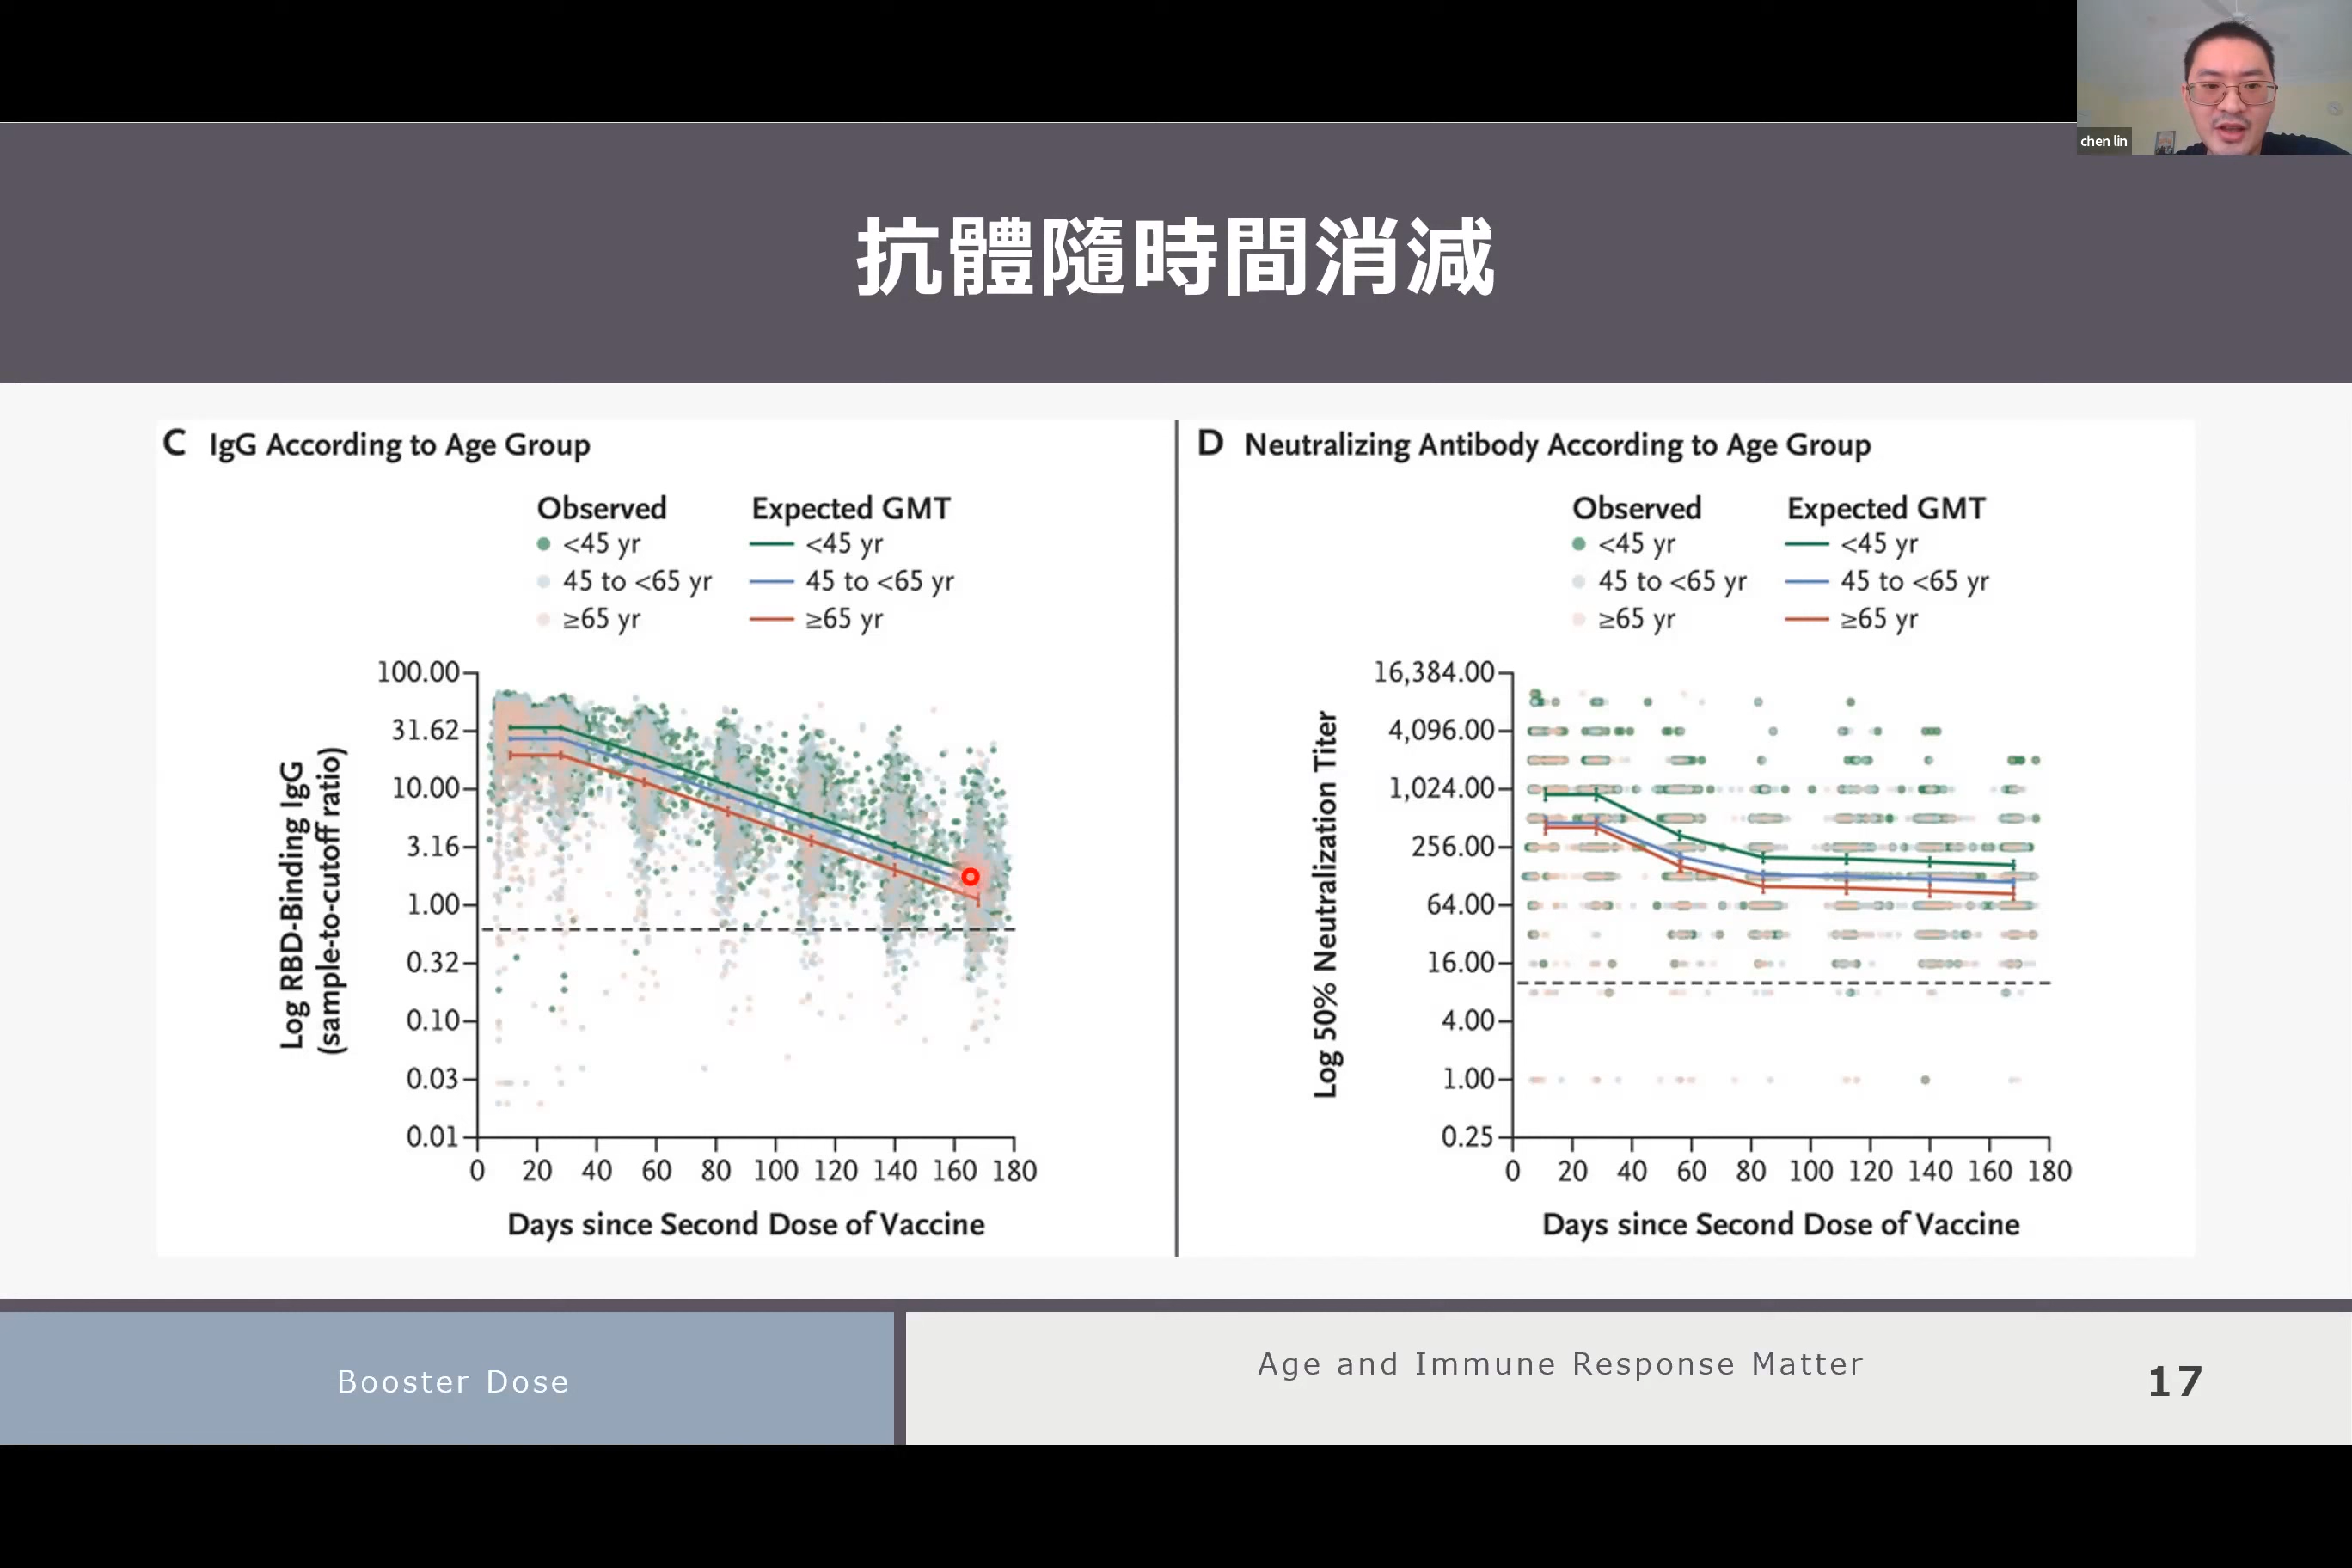 chen lin
抗體隨時間消減
C IgG According to Age Group
Observed Expected GMT
<45 yr <45 yr
45 to <65 yr 45 to <65 yr
≥65 yr ≥65 yr
Log RBD-Binding IgG
(sample-to-cutoff ratio)
100.00
31.62
10.00
3.16
1.00
0.32
0.10
0.03
0.01
0 20 40 60 80 100 120 140 160 180
Days since Second Dose of Vaccine
D Neutralizing Antibody According to Age Group
Observed Expected GMT
<45 yr <45 yr
45 to <65 yr 45 to <65 yr
≥65 yr ≥65 yr
Log 50% Neutralization Titer
16,384.00
4,096.00
1,024.00
256.00
64.00
16.00
4.00
1.00
0.25
0 20 40 60 80 100 120 140 160 180
Days since Second Dose of Vaccine
Booster Dose
Age and Immune Response Matter
17